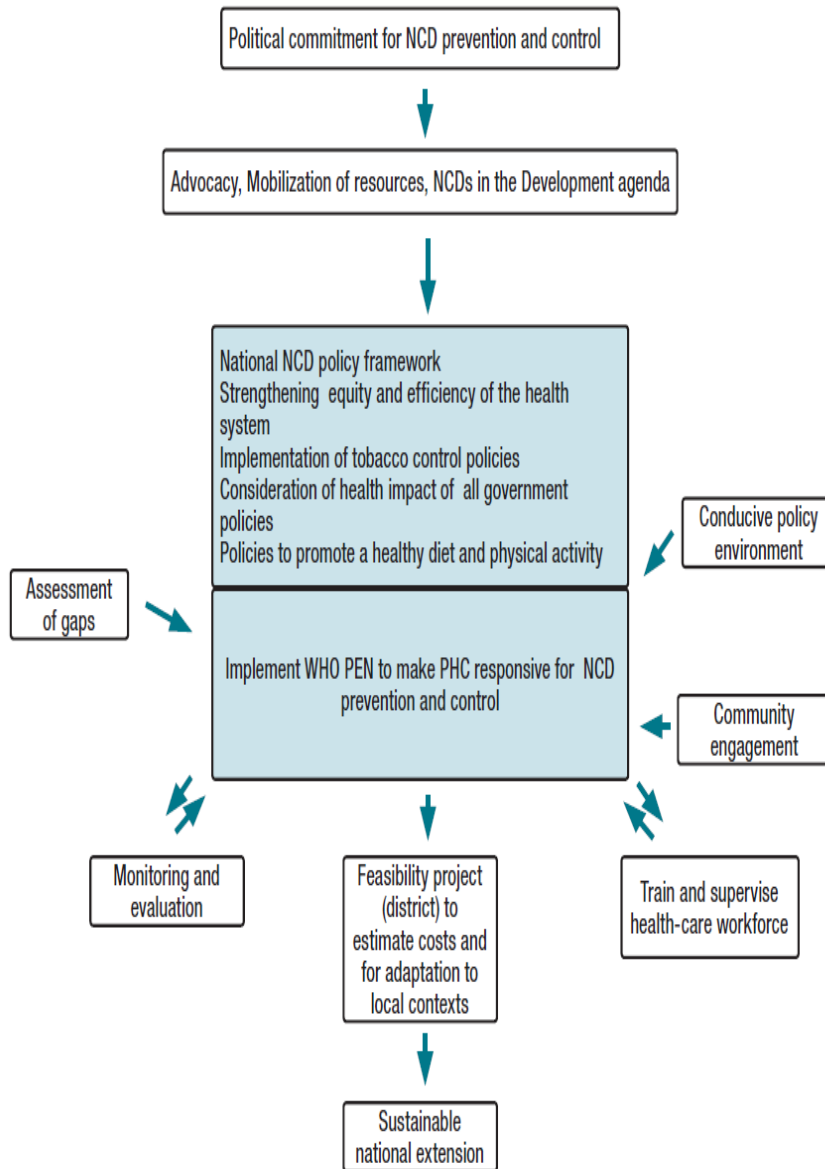 Political commitment for NCD prevention and control
Advocacy, Mobilization of resources, NCDs in the Development agenda
National NCD policy framework
Strengthening equity and efficiency of the health
system
Implementation of tobacco control policies
Consideration of health impact of all government
policies
Policies to promote a healthy diet and physical activity
Conducive policy
environment
Assessment
of gaps
Implement WHO PEN to make PHC responsive for NCD
prevention and control
Community
engagement
Monitoring and
evaluation
Feasibility project
(district) to
estimate costs and
for adaptation to
local contexts
Train and supervise
health-care workforce
Sustainable
national extension